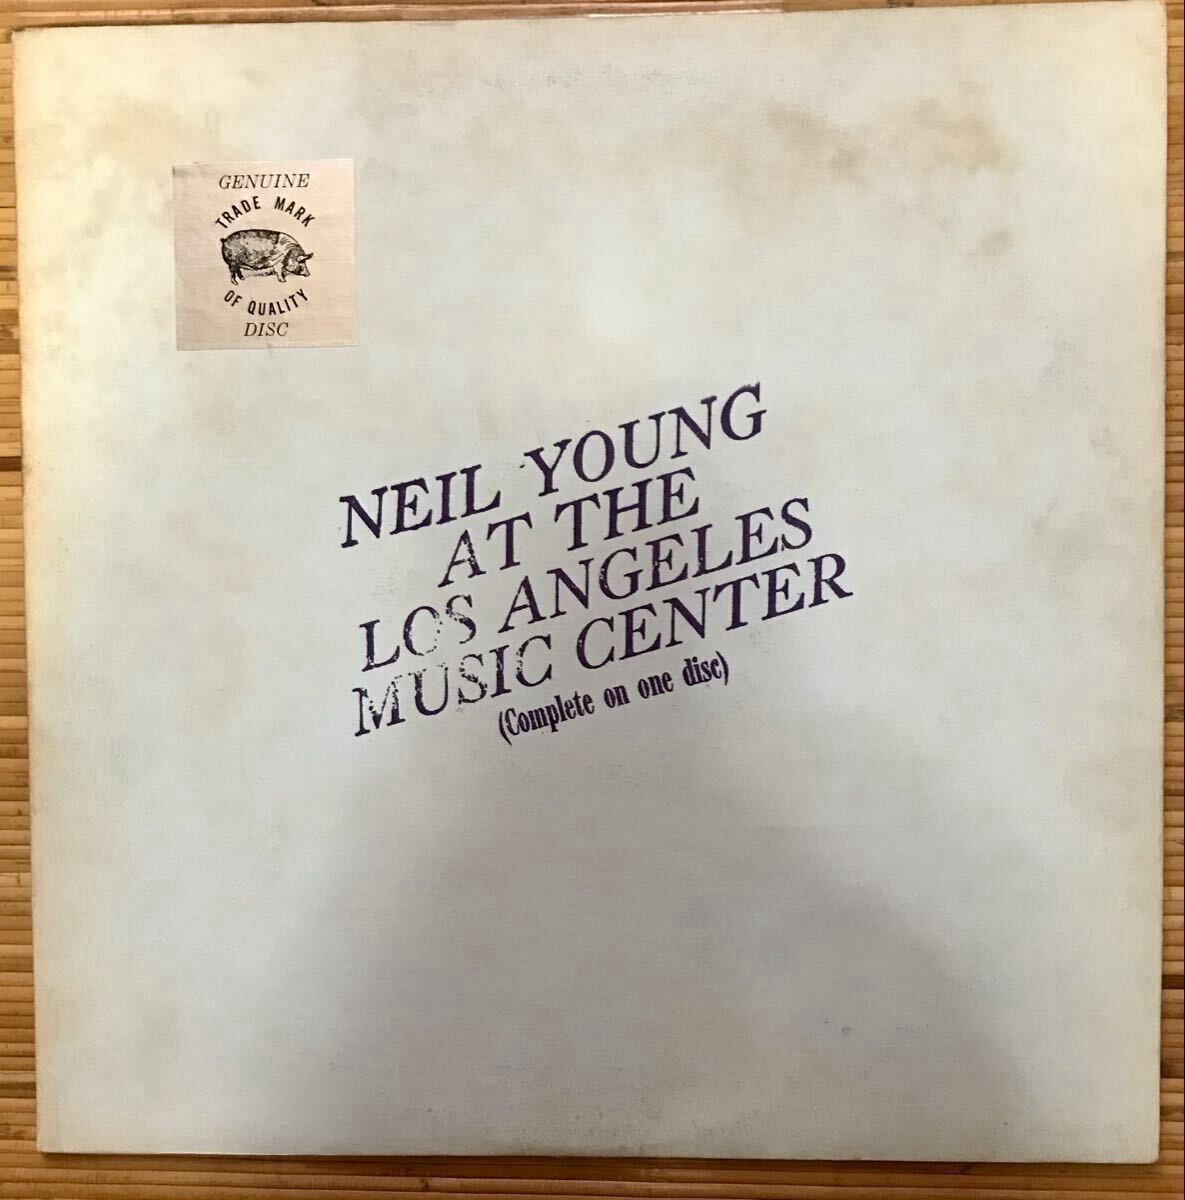 GENUINE
TRADE MARK
OF QUALITY
DISC
NEIL YOUNG
AT THE
LOS ANGELES
MUSIC CENTER
(Complete on one disc)